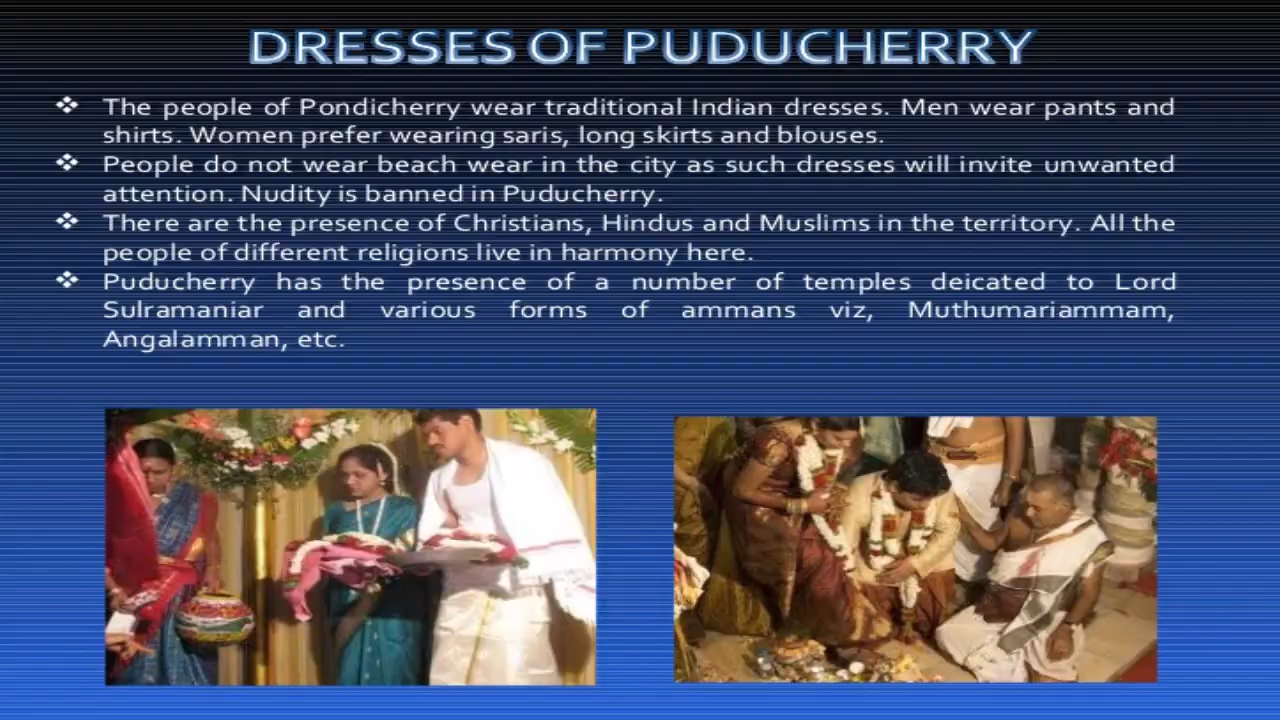 DRESSES OF PUDUCHERRY
❖ The people of Pondicherry wear traditional Indian dresses. Men wear pants and
shirts. Women prefer wearing saris, long skirts and blouses.
❖ People do not wear beach wear in the city as such dresses will invite unwanted
attention. Nudity is banned in Puducherry.
❖ There are the presence of Christians, Hindus and Muslims in the territory. All the
people of different religions live in harmony here.
❖ Puducherry has the presence of a number of temples deicated to Lord
Sulramaniar and various forms of ammans viz, Muthumariammam,
Angalamman, etc.